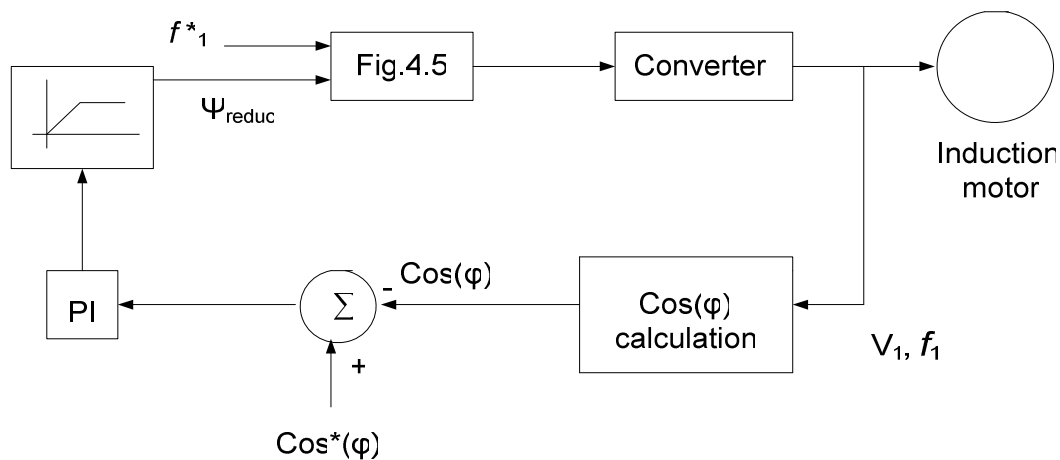 f*1
Fig.4.5
Converter
Ψreduc
Induction
motor
Cos(φ)
-
PI
Σ
Cos(φ)
calculation
+
V1, f1
Cos*(φ)